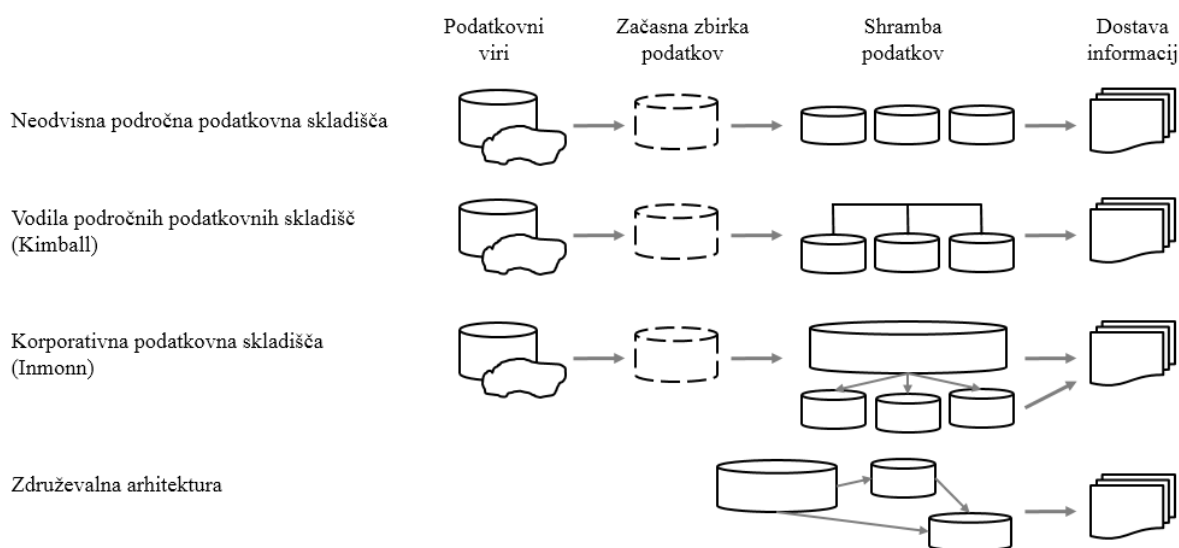 Podatkovni
viri
Začasna zbirka
podatkov
Shramba
podatkov
Dostava
informacij
Neodvisna področna podatkovna skladišča
Vodila področnih podatkovnih skladišč
(Kimball)
Korporativna podatkovna skladišča
(Inmonn)
Združevalna arhitektura